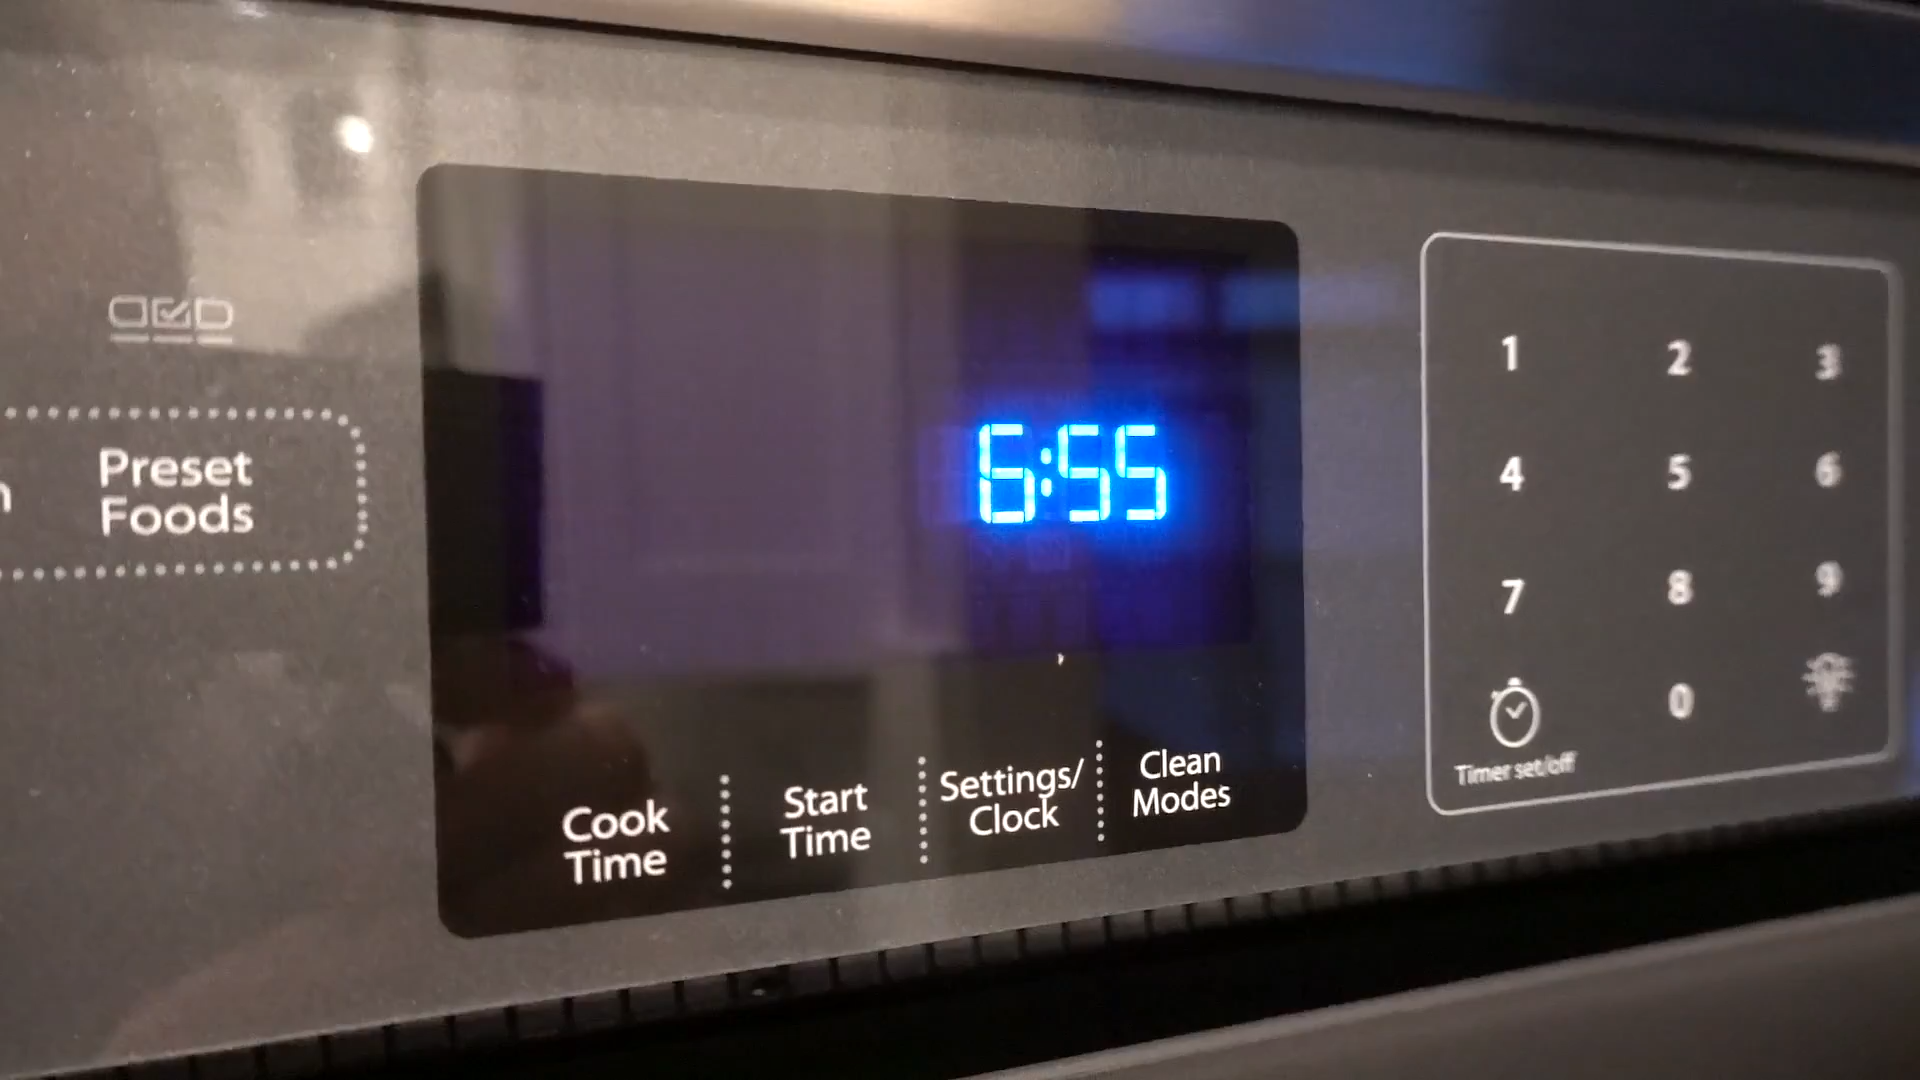 Preset
Foods
6:55
Cook
Time
Start
Time
Settings/
Clock
Clean
Modes
1 2 3
4 5 6
7 8 9
0
Timer set/off